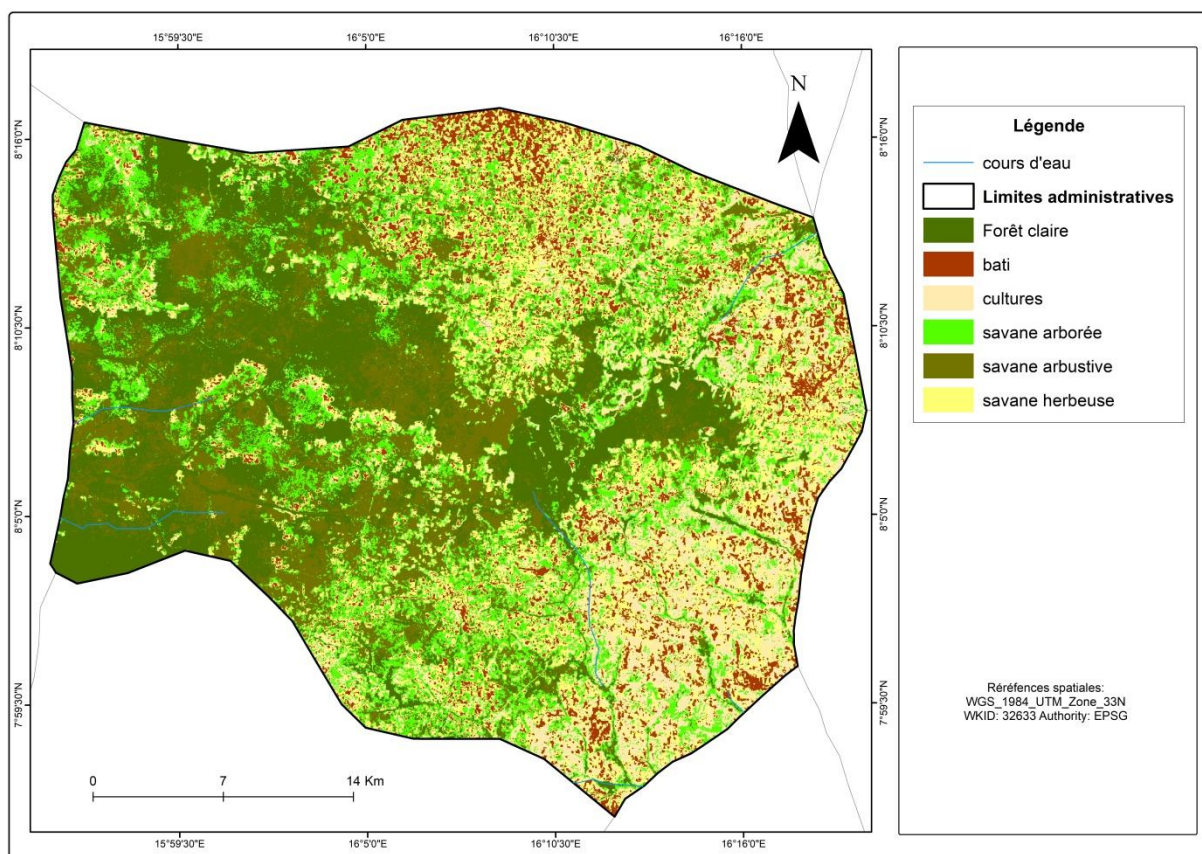 15°59'30"E 16°5'0"E 16°10'30"E 16°16'0"E
8°16'0"N
8°10'30"N
8°5'0"N
7°59'30"N
N
8°16'0"N
8°10'30"N
8°5'0"N
7°59'30"N
0 7 14 Km
15°59'30"E 16°5'0"E 16°10'30"E 16°16'0"E
Légende
cours d'eau
Limites administratives
Forêt claire
bati
cultures
savane arborée
savane arbustive
savane herbeuse
Réréfences spatiales:
WGS_1984_UTM_Zone_33N
WKID: 32633 Authority: EPSG